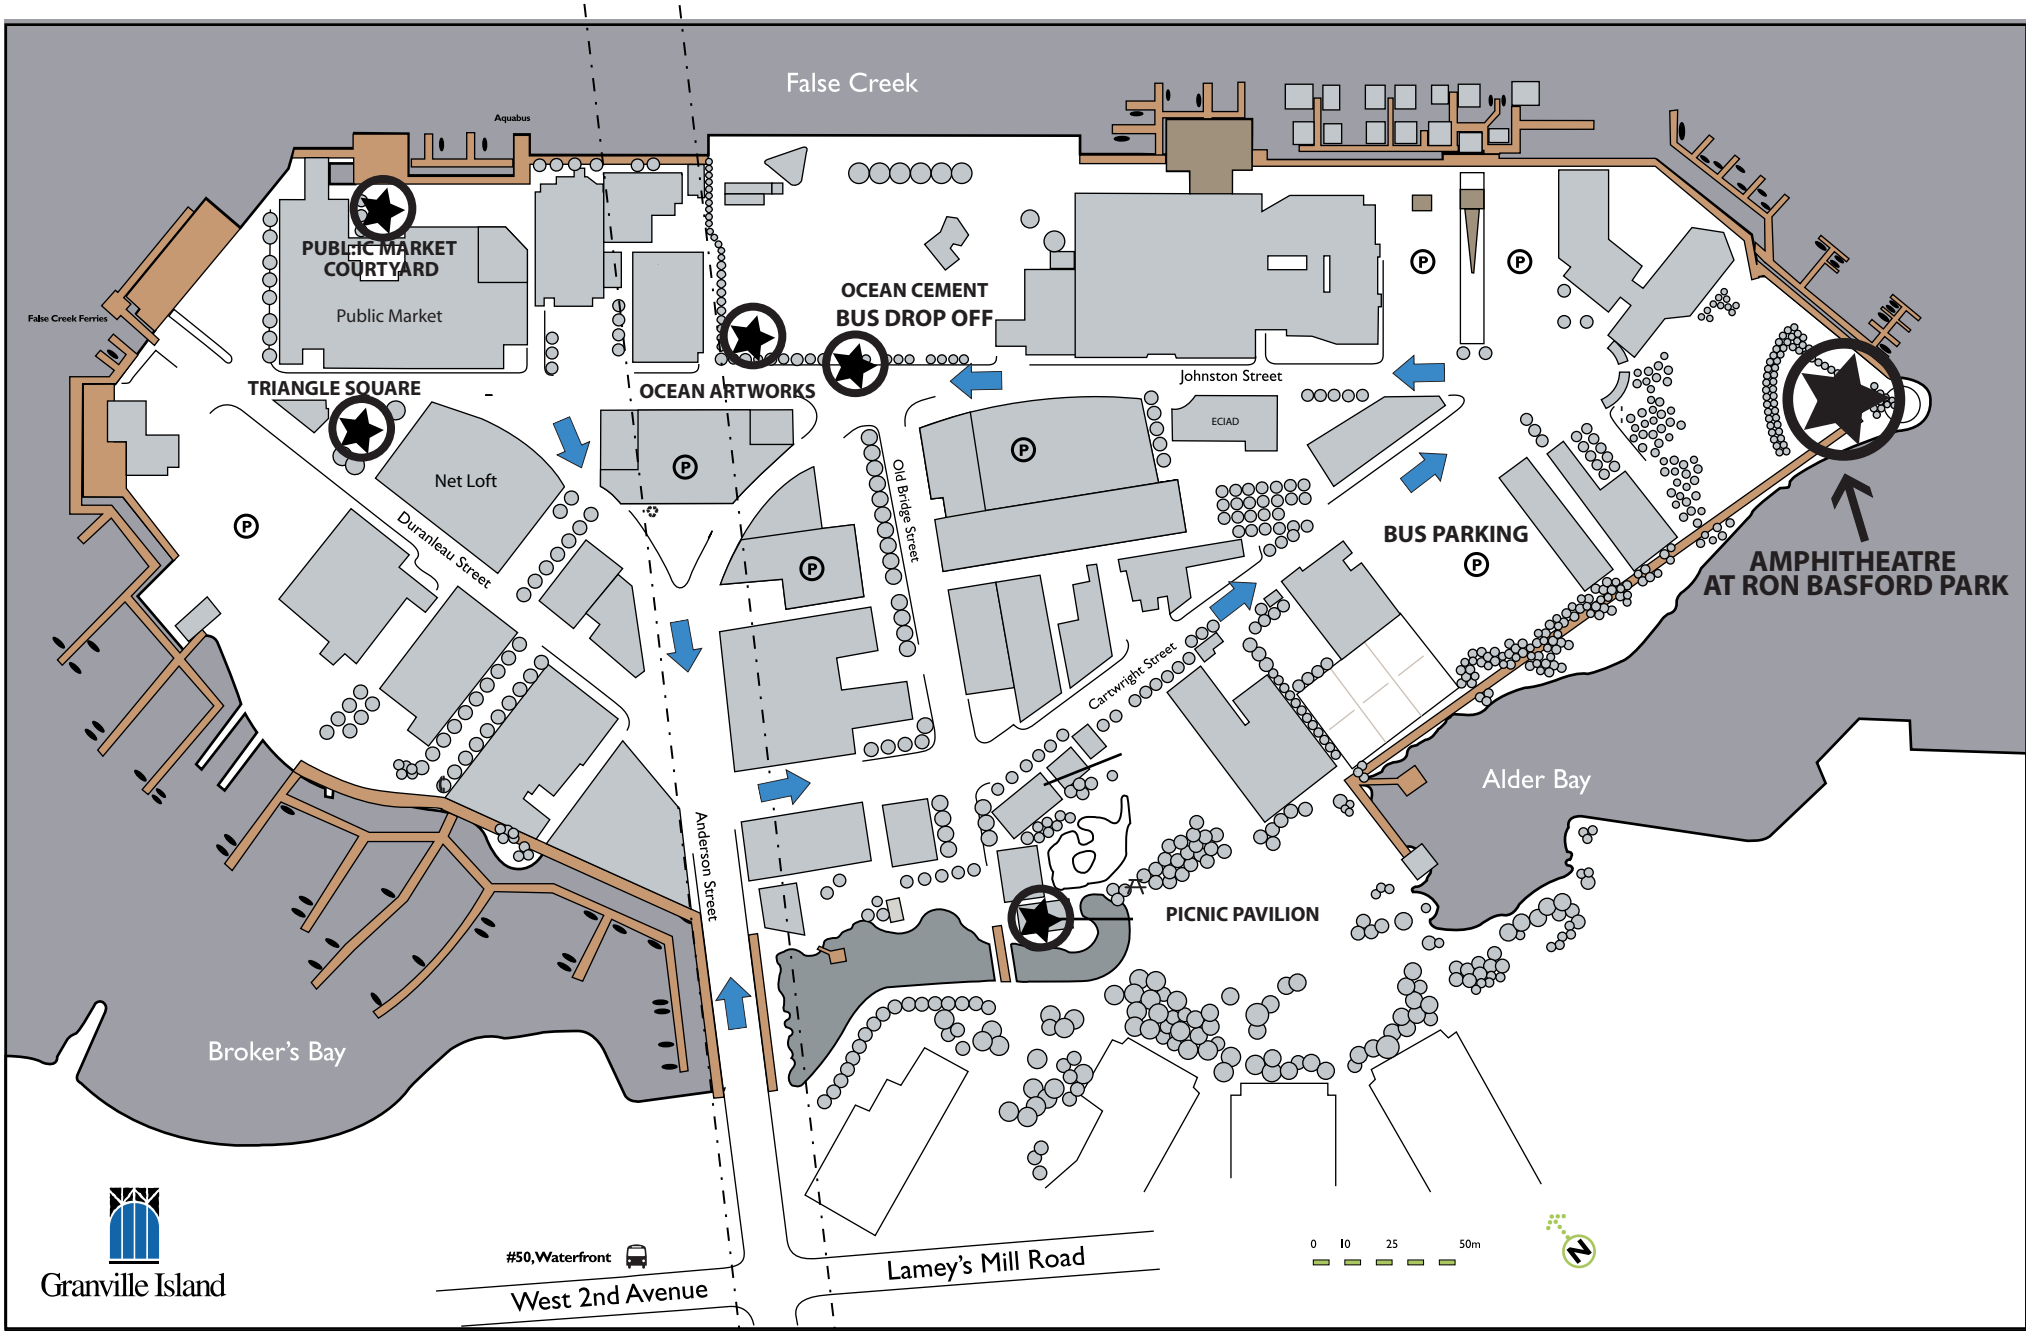 False Creek
Aquabus
PUBLIC MARKET
COURTYARD
Public Market
False Creek Ferries
OCEAN CEMENT
BUS DROP OFF
P
P
TRIANGLE SQUARE
OCEAN ARTWORKS
Johnston Street
ECIAD
Net Loft
P
P
P
Old Bridge Street
Duranleau Street
P
BUS PARKING
P
AMPHITHEATRE
AT RON BASFORD PARK
Cartwright Street
Alder Bay
Anderson Street
PICNIC PAVILION
Broker's Bay
Granville Island
#50, Waterfront
West 2nd Avenue
Lamey's Mill Road
0 10 25 50m
N